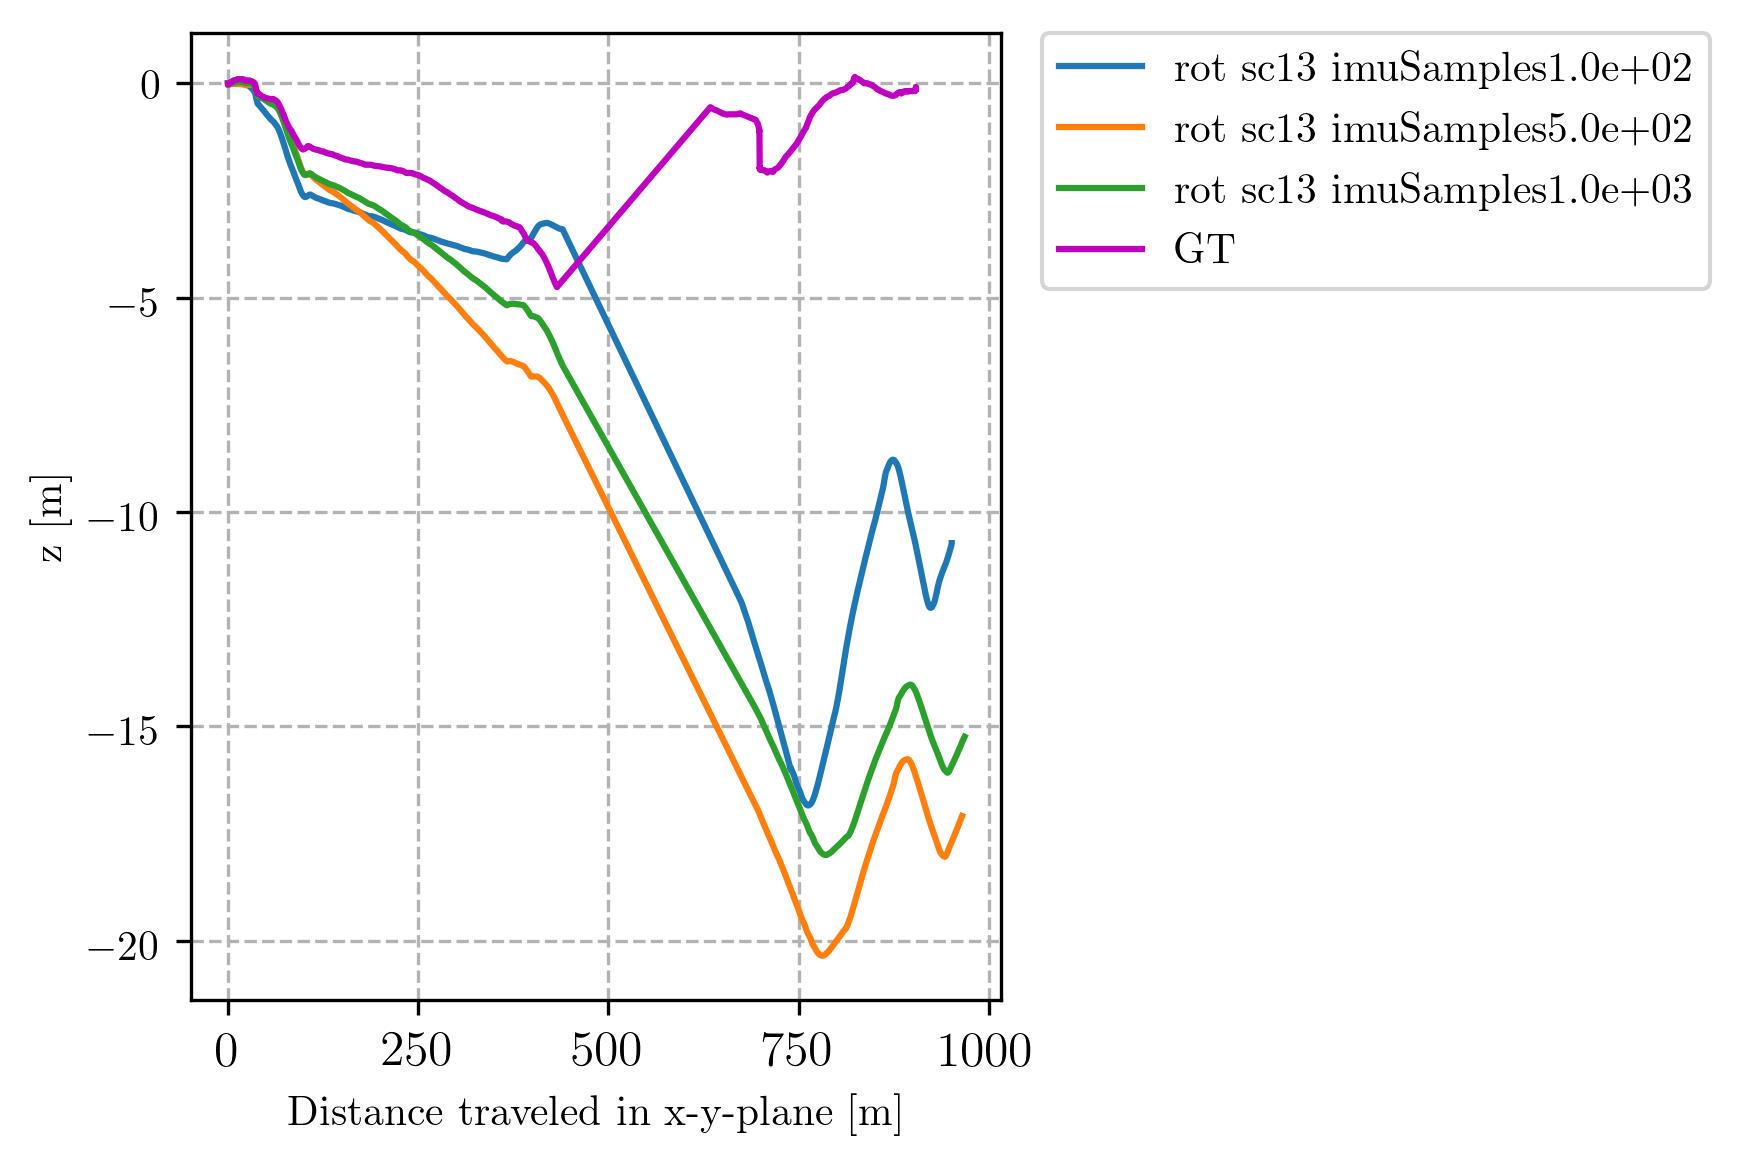 rot sc13 imuSamples1.0e+02
rot sc13 imuSamples5.0e+02
rot sc13 imuSamples1.0e+03
GT
0
−5
−10
−15
−20
z [m]
0 250 500 750 1000
Distance traveled in x-y-plane [m]